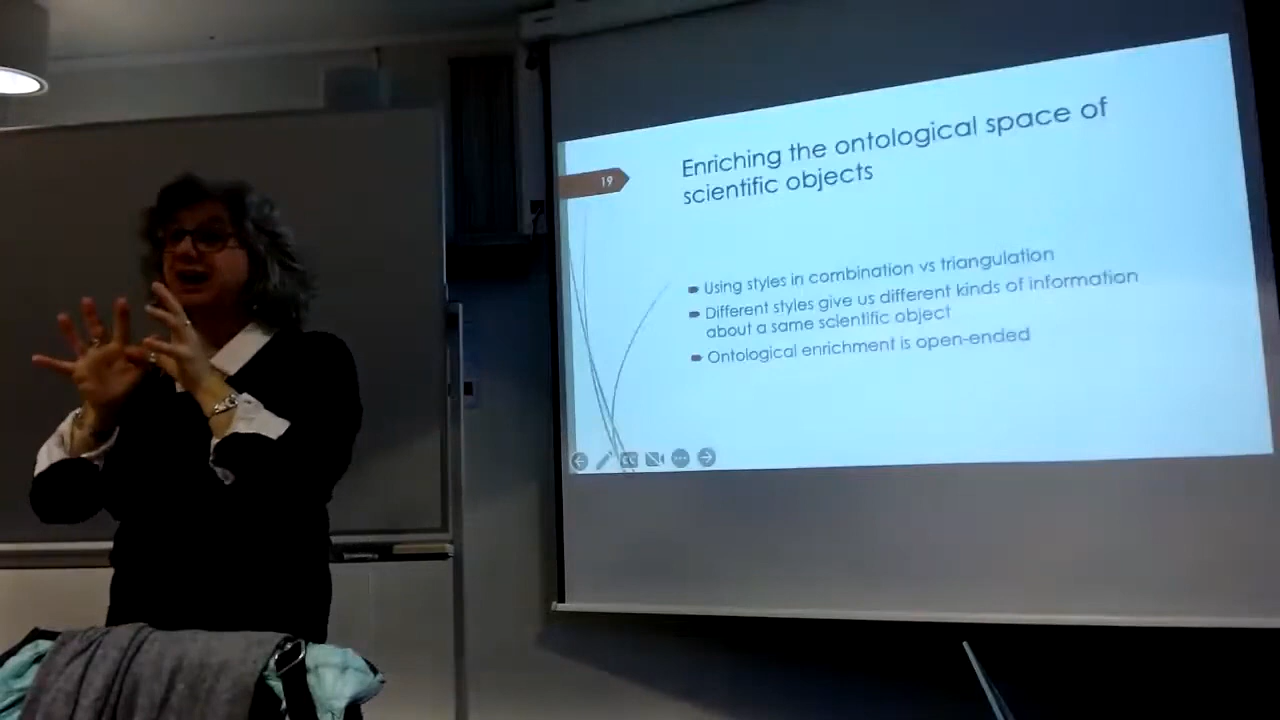 19
Enriching the ontological space of
scientific objects
Using styles in combination vs triangulation
Different styles give us different kinds of information
about a same scientific object
Ontological enrichment is open-ended